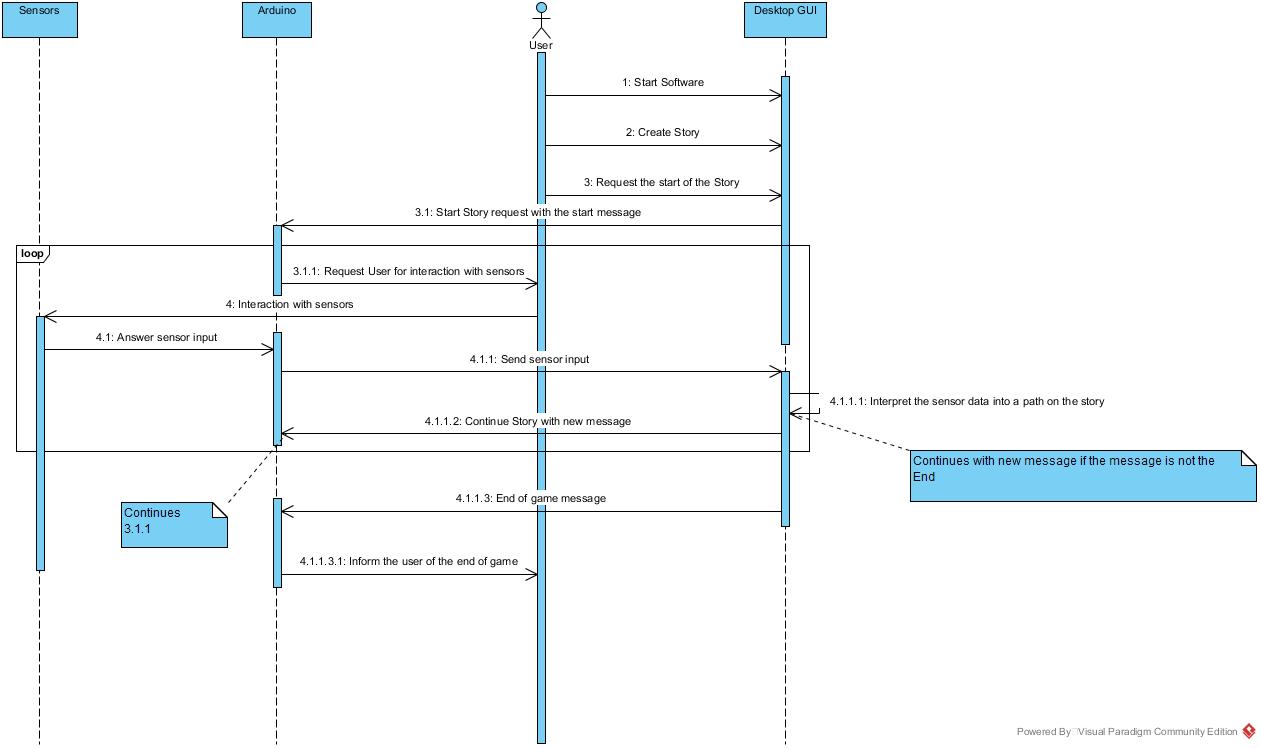 Sensors
Arduino
User
Desktop GUI
1: Start Software
2: Create Story
3: Request the start of the Story
3.1: Start Story request with the start message
loop
3.1.1: Request User for interaction with sensors
4: Interaction with sensors
4.1: Answer sensor input
4.1.1: Send sensor input
4.1.1.1: Interpret the sensor data into a path on the story
4.1.1.2: Continue Story with new message
Continues with new message if the message is not the
End
4.1.1.3: End of game message
Continues
3.1.1
4.1.1.3.1: Inform the user of the end of game
Powered By Visual Paradigm Community Edition